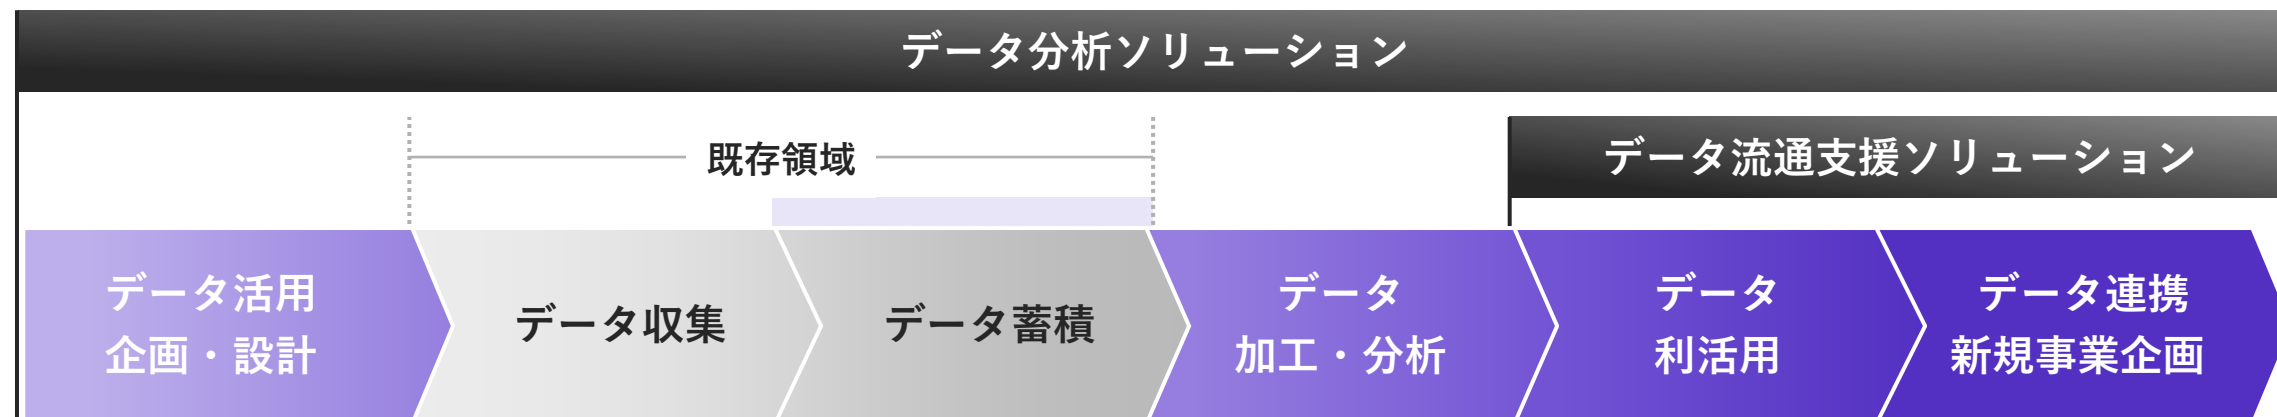 データ分析ソリューション
既存領域
データ流通支援ソリューション
データ活用
企画・設計
データ収集
データ蓄積
データ
加工・分析
データ
利活用
データ連携
新規事業企画